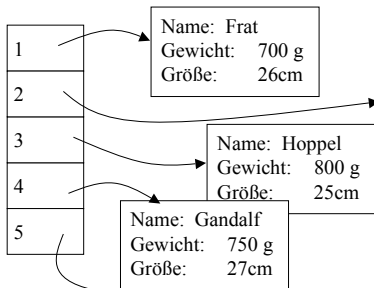 1
2
3
4
5
Name: Frat
Gewicht: 700 g
Größe: 26cm
Name: Hoppel
Gewicht: 800 g
Größe: 25cm
Name: Gandalf
Gewicht: 750 g
Größe: 27cm